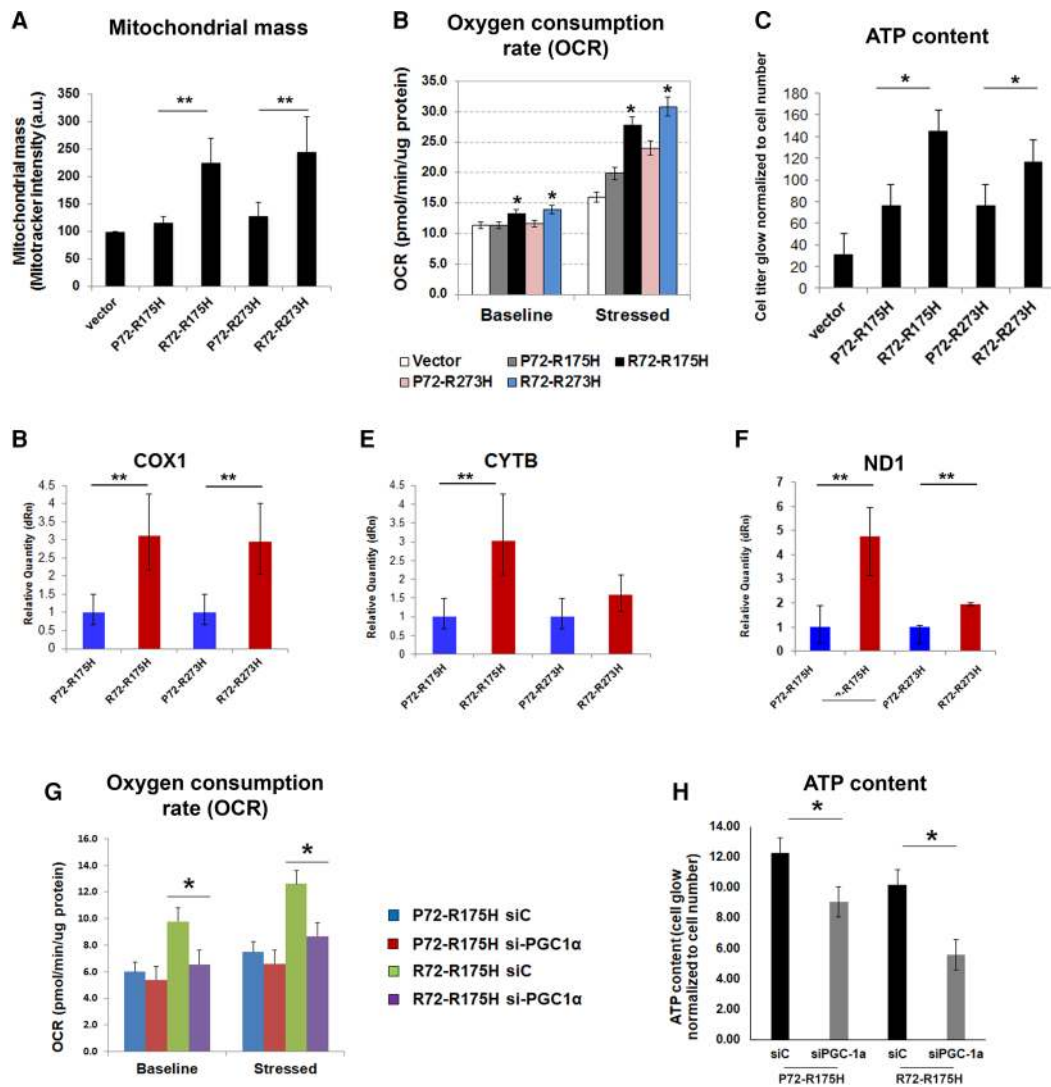 A
Mitochondrial mass
Mitochondrial mass
(Mitotracker intensity (a.u.)
350
300
250
200
150
100
50
0
**
**
vector
P72-R175H
R72-R175H
P72-R273H
R72-R273H
B
Oxygen consumption
rate (OCR)
OCR (pmol/min/ug protein)
35.0
30.0
25.0
20.0
15.0
10.0
5.0
0.0
*
*
*
*
Baseline
Stressed
Vector
P72-R175H
R72-R175H
P72-R273H
R72-R273H
C
ATP content
Cel titer glow normalized to cell number
180
160
140
120
100
80
60
40
20
0
*
*
vector
P72-R175H
R72-R175H
P72-R273H
R72-R273H
B
COX1
Relative Quantity (dRn)
4.5
4
3.5
3
2.5
2
1.5
1
0.5
0
**
**
P72-R175H
R72-R175H
P72-R273H
R72-R273H
E
CYTB
Relative Quantity (dRn)
4.5
4
3.5
3
2.5
2
1.5
1
0.5
0
**
P72-R175H
R72-R175H
P72-R273H
R72-R273H
F
ND1
Relative Quantity (dRn)
7
6
5
4
3
2
1
0
**
**
P72-R175H
2-R175H
P72-R273H
R72-R273H
G
Oxygen consumption
rate (OCR)
OCR (pmol/min/ug protein)
16.0
14.0
12.0
10.0
8.0
6.0
4.0
2.0
0.0
*
*
Baseline
Stressed
P72-R175H siC
P72-R175H si-PGC1α
R72-R175H siC
R72-R175H si-PGC1α
H
ATP content
ATP content (cell glow
normalized to cell number)
14.00
12.00
10.00
8.00
6.00
4.00
2.00
0.00
*
*
siC
siPGC-1a
siC
siPGC-1a
P72-R175H
R72-R175H